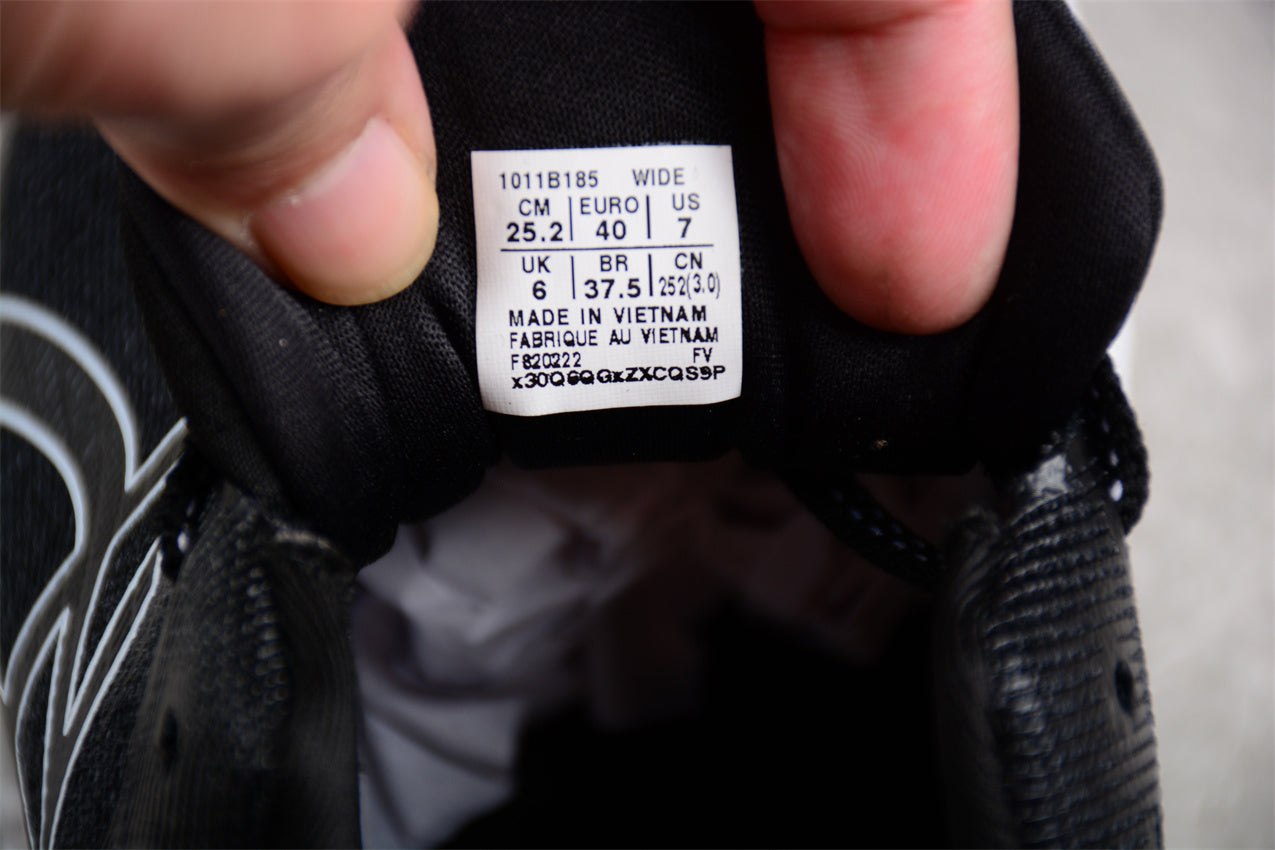 1011B185 WIDE
CM EURO US
25.2 40 7
UK BR CN
6 37.5 252(3.0)
MADE IN VIETNAM
FABRIQUE AU VIETNAM
F820222 FV
x30Q6QGxZXCQS9P